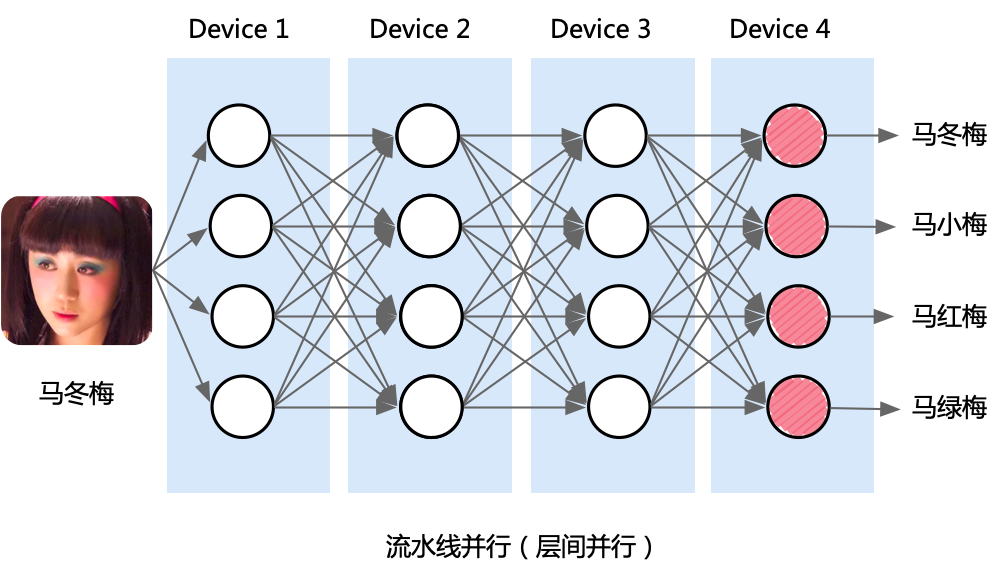 Device 1
Device 2
Device 3
Device 4
马冬梅
马小梅
马红梅
马绿梅
马冬梅
流水线并行（层间并行）